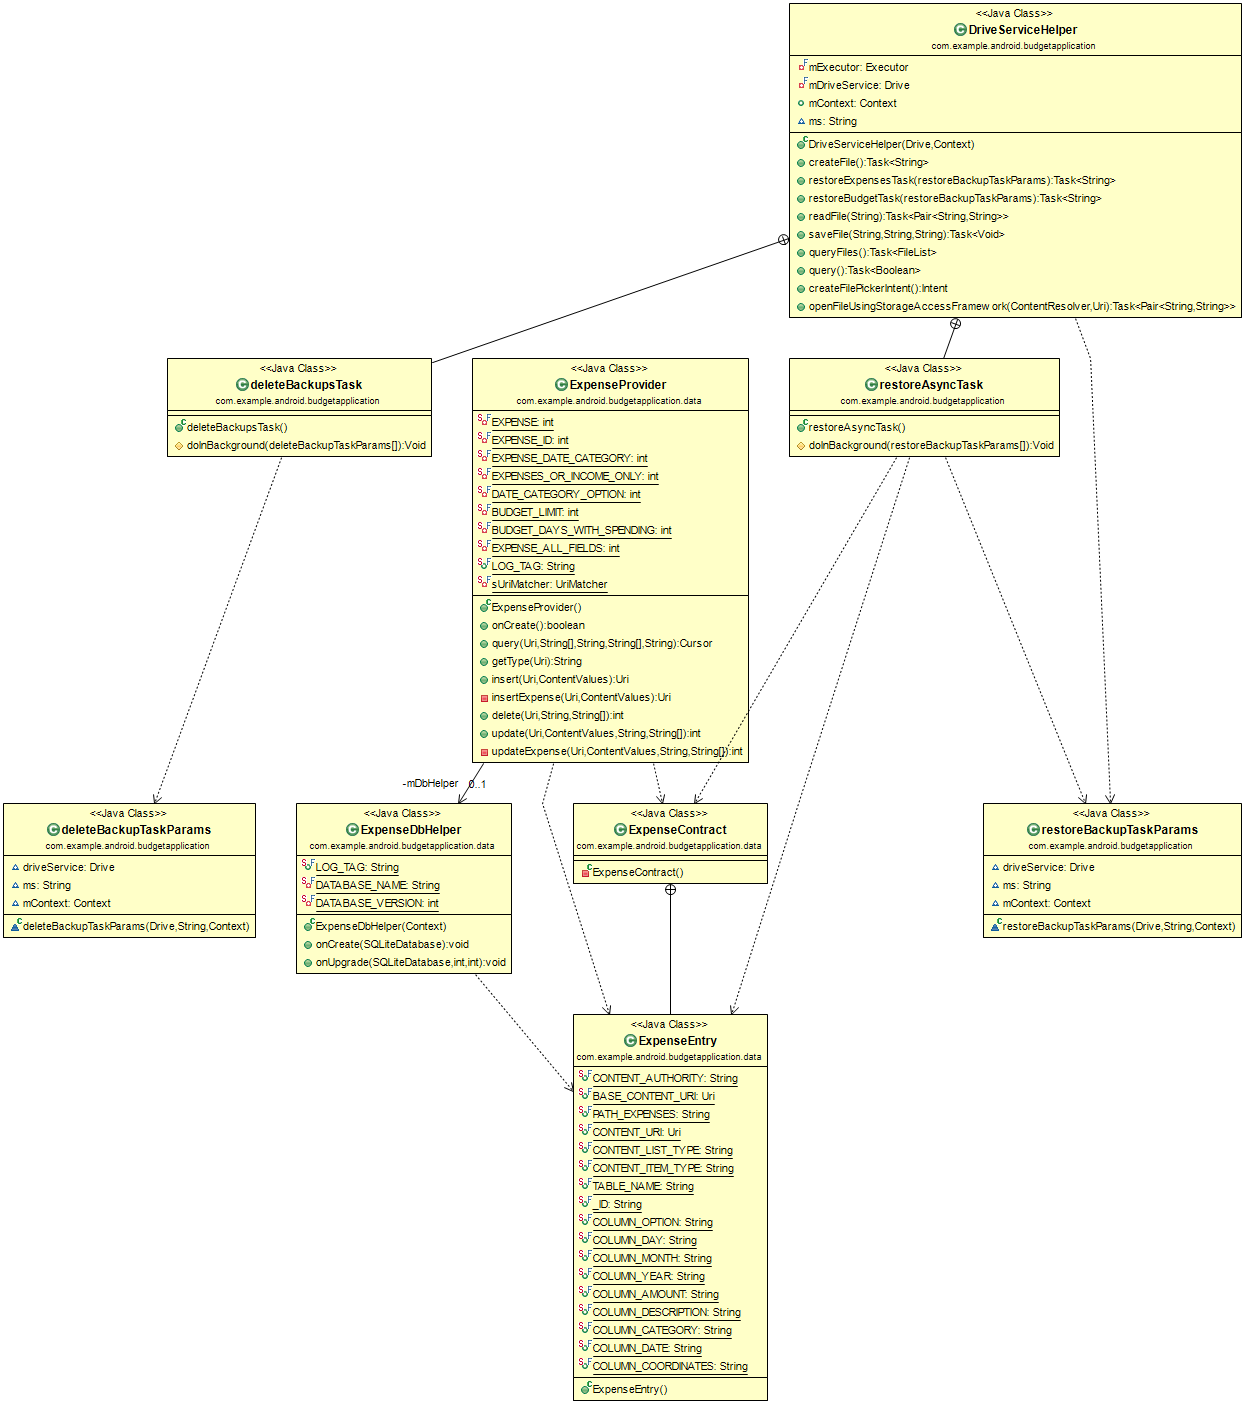 <<Java Class>>
DriveServiceHelper
com.example.android.budgetapplication
mExecutor: Executor
mDriveService: Drive
mContext: Context
ms: String
DriveServiceHelper(Drive,Context)
createFile():Task<String>
restoreExpensesTask(restoreBackupTaskParams):Task<String>
restoreBudgetTask(restoreBackupTaskParams):Task<String>
readFile(String):Task<Pair<String,String>>
saveFile(String,String,String):Task<Void>
queryFiles():Task<FileList>
query():Task<Boolean>
createFilePickerIntent():Intent
openFileUsingStorageAccessFramework(ContentResolver,Uri):Task<Pair<String,String>>
<<Java Class>>
deleteBackupsTask
com.example.android.budgetapplication
deleteBackupsTask()
doInBackground(deleteBackupTaskParams[]):Void
<<Java Class>>
ExpenseProvider
com.example.android.budgetapplication.data
EXPENSE: int
EXPENSE_ID: int
EXPENSE_DATE_CATEGORY: int
EXPENSES_OR_INCOME_ONLY: int
DATE_CATEGORY_OPTION: int
BUDGET_LIMIT: int
BUDGET_DAYS_WITH_SPENDING: int
EXPENSE_ALL_FIELDS: int
LOG_TAG: String
sUriMatcher: UriMatcher
ExpenseProvider()
onCreate():boolean
query(Uri,String[],String,String[],String):Cursor
getType(Uri):String
insert(Uri,ContentValues):Uri
insertExpense(Uri,ContentValues):Uri
delete(Uri,String,String[]):int
update(Uri,ContentValues,String,String[]):int
updateExpense(Uri,ContentValues,String,String[]):int
<<Java Class>>
restoreAsyncTask
com.example.android.budgetapplication
restoreAsyncTask()
doInBackground(restoreBackupTaskParams[]):Void
-mDbHelper 0..1
<<Java Class>>
deleteBackupTaskParams
com.example.android.budgetapplication
driveService: Drive
ms: String
mContext: Context
deleteBackupTaskParams(Drive,String,Context)
<<Java Class>>
ExpenseDbHelper
com.example.android.budgetapplication.data
LOG_TAG: String
DATABASE_NAME: String
DATABASE_VERSION: int
ExpenseDbHelper(Context)
onCreate(SQLiteDatabase):void
onUpgrade(SQLiteDatabase,int,int):void
<<Java Class>>
ExpenseContract
com.example.android.budgetapplication.data
ExpenseContract()
<<Java Class>>
restoreBackupTaskParams
com.example.android.budgetapplication
driveService: Drive
ms: String
mContext: Context
restoreBackupTaskParams(Drive,String,Context)
<<Java Class>>
ExpenseEntry
com.example.android.budgetapplication.data
CONTENT_AUTHORITY: String
BASE_CONTENT_URI: Uri
PATH_EXPENSES: String
CONTENT_URI: Uri
CONTENT_LIST_TYPE: String
CONTENT_ITEM_TYPE: String
TABLE_NAME: String
_ID: String
COLUMN_OPTION: String
COLUMN_DAY: String
COLUMN_MONTH: String
COLUMN_YEAR: String
COLUMN_AMOUNT: String
COLUMN_DESCRIPTION: String
COLUMN_CATEGORY: String
COLUMN_DATE: String
COLUMN_COORDINATES: String
ExpenseEntry()